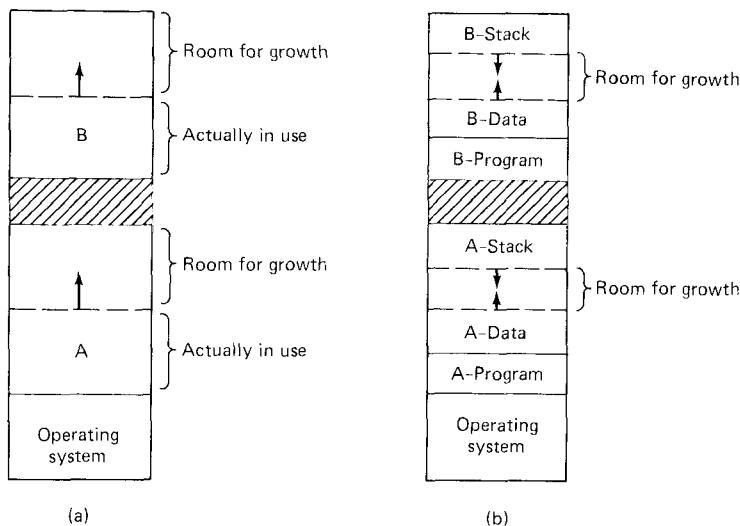 Room for growth
B
Actually in use
Room for growth
A
Actually in use
Operating
system
(a)
B-Stack
Room for growth
B-Data
B-Program
A-Stack
Room for growth
A-Data
A-Program
Operating
system
(b)